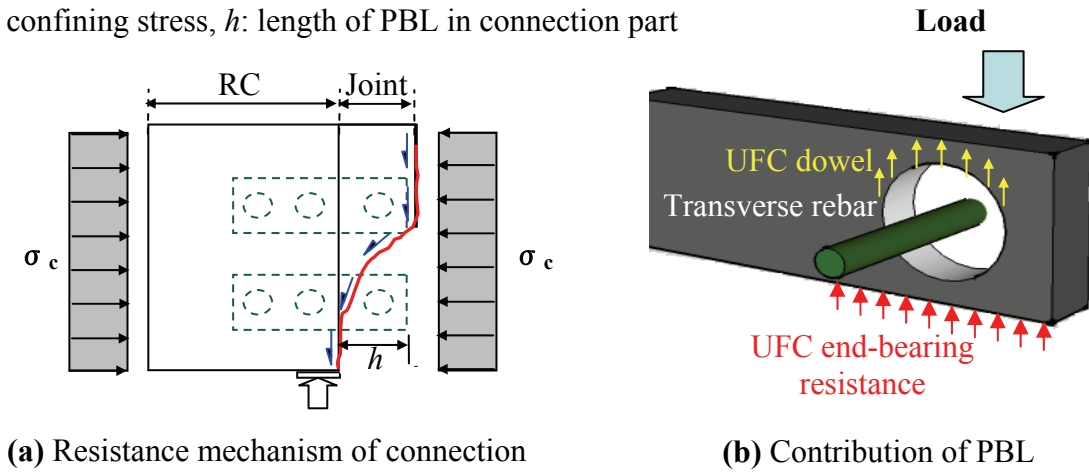 confining stress, h: length of PBL in connection part
Load
RC
Joint
UFC dowel
Transverse rebar
σ c
σ c
h
UFC end-bearing
resistance
(a) Resistance mechanism of connection
(b) Contribution of PBL